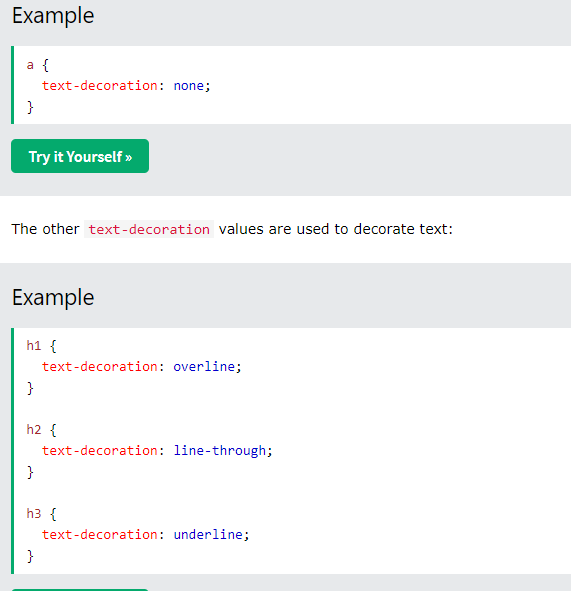 Example
a {
  text-decoration: none;
}
Try it Yourself »
The other text-decoration values are used to decorate text:
Example
h1 {
  text-decoration: overline;
}
h2 {
  text-decoration: line-through;
}
h3 {
  text-decoration: underline;
}